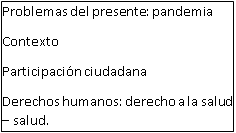 Problemas del presente: pandemia
Contexto
Participación ciudadana
Derechos humanos: derecho a la salud
– salud.